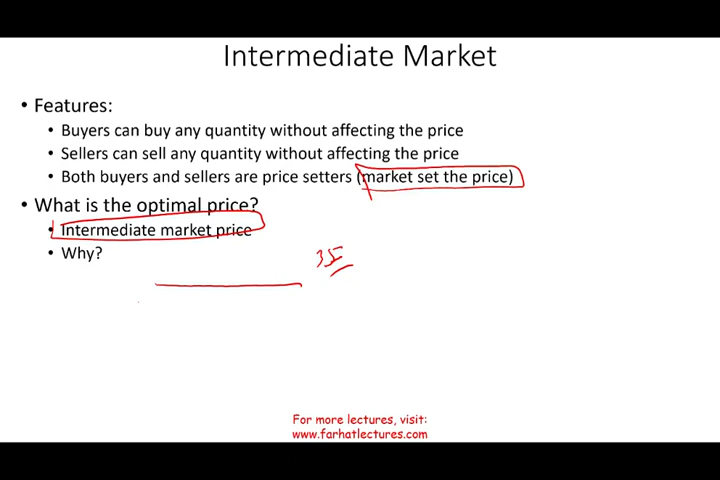 Intermediate Market
• Features:
• Buyers can buy any quantity without affecting the price
• Sellers can sell any quantity without affecting the price
• Both buyers and sellers are price setters (market set the price)
• What is the optimal price?
• Intermediate market price
• Why?
35
For more lectures, visit:
www.farhatlectures.com